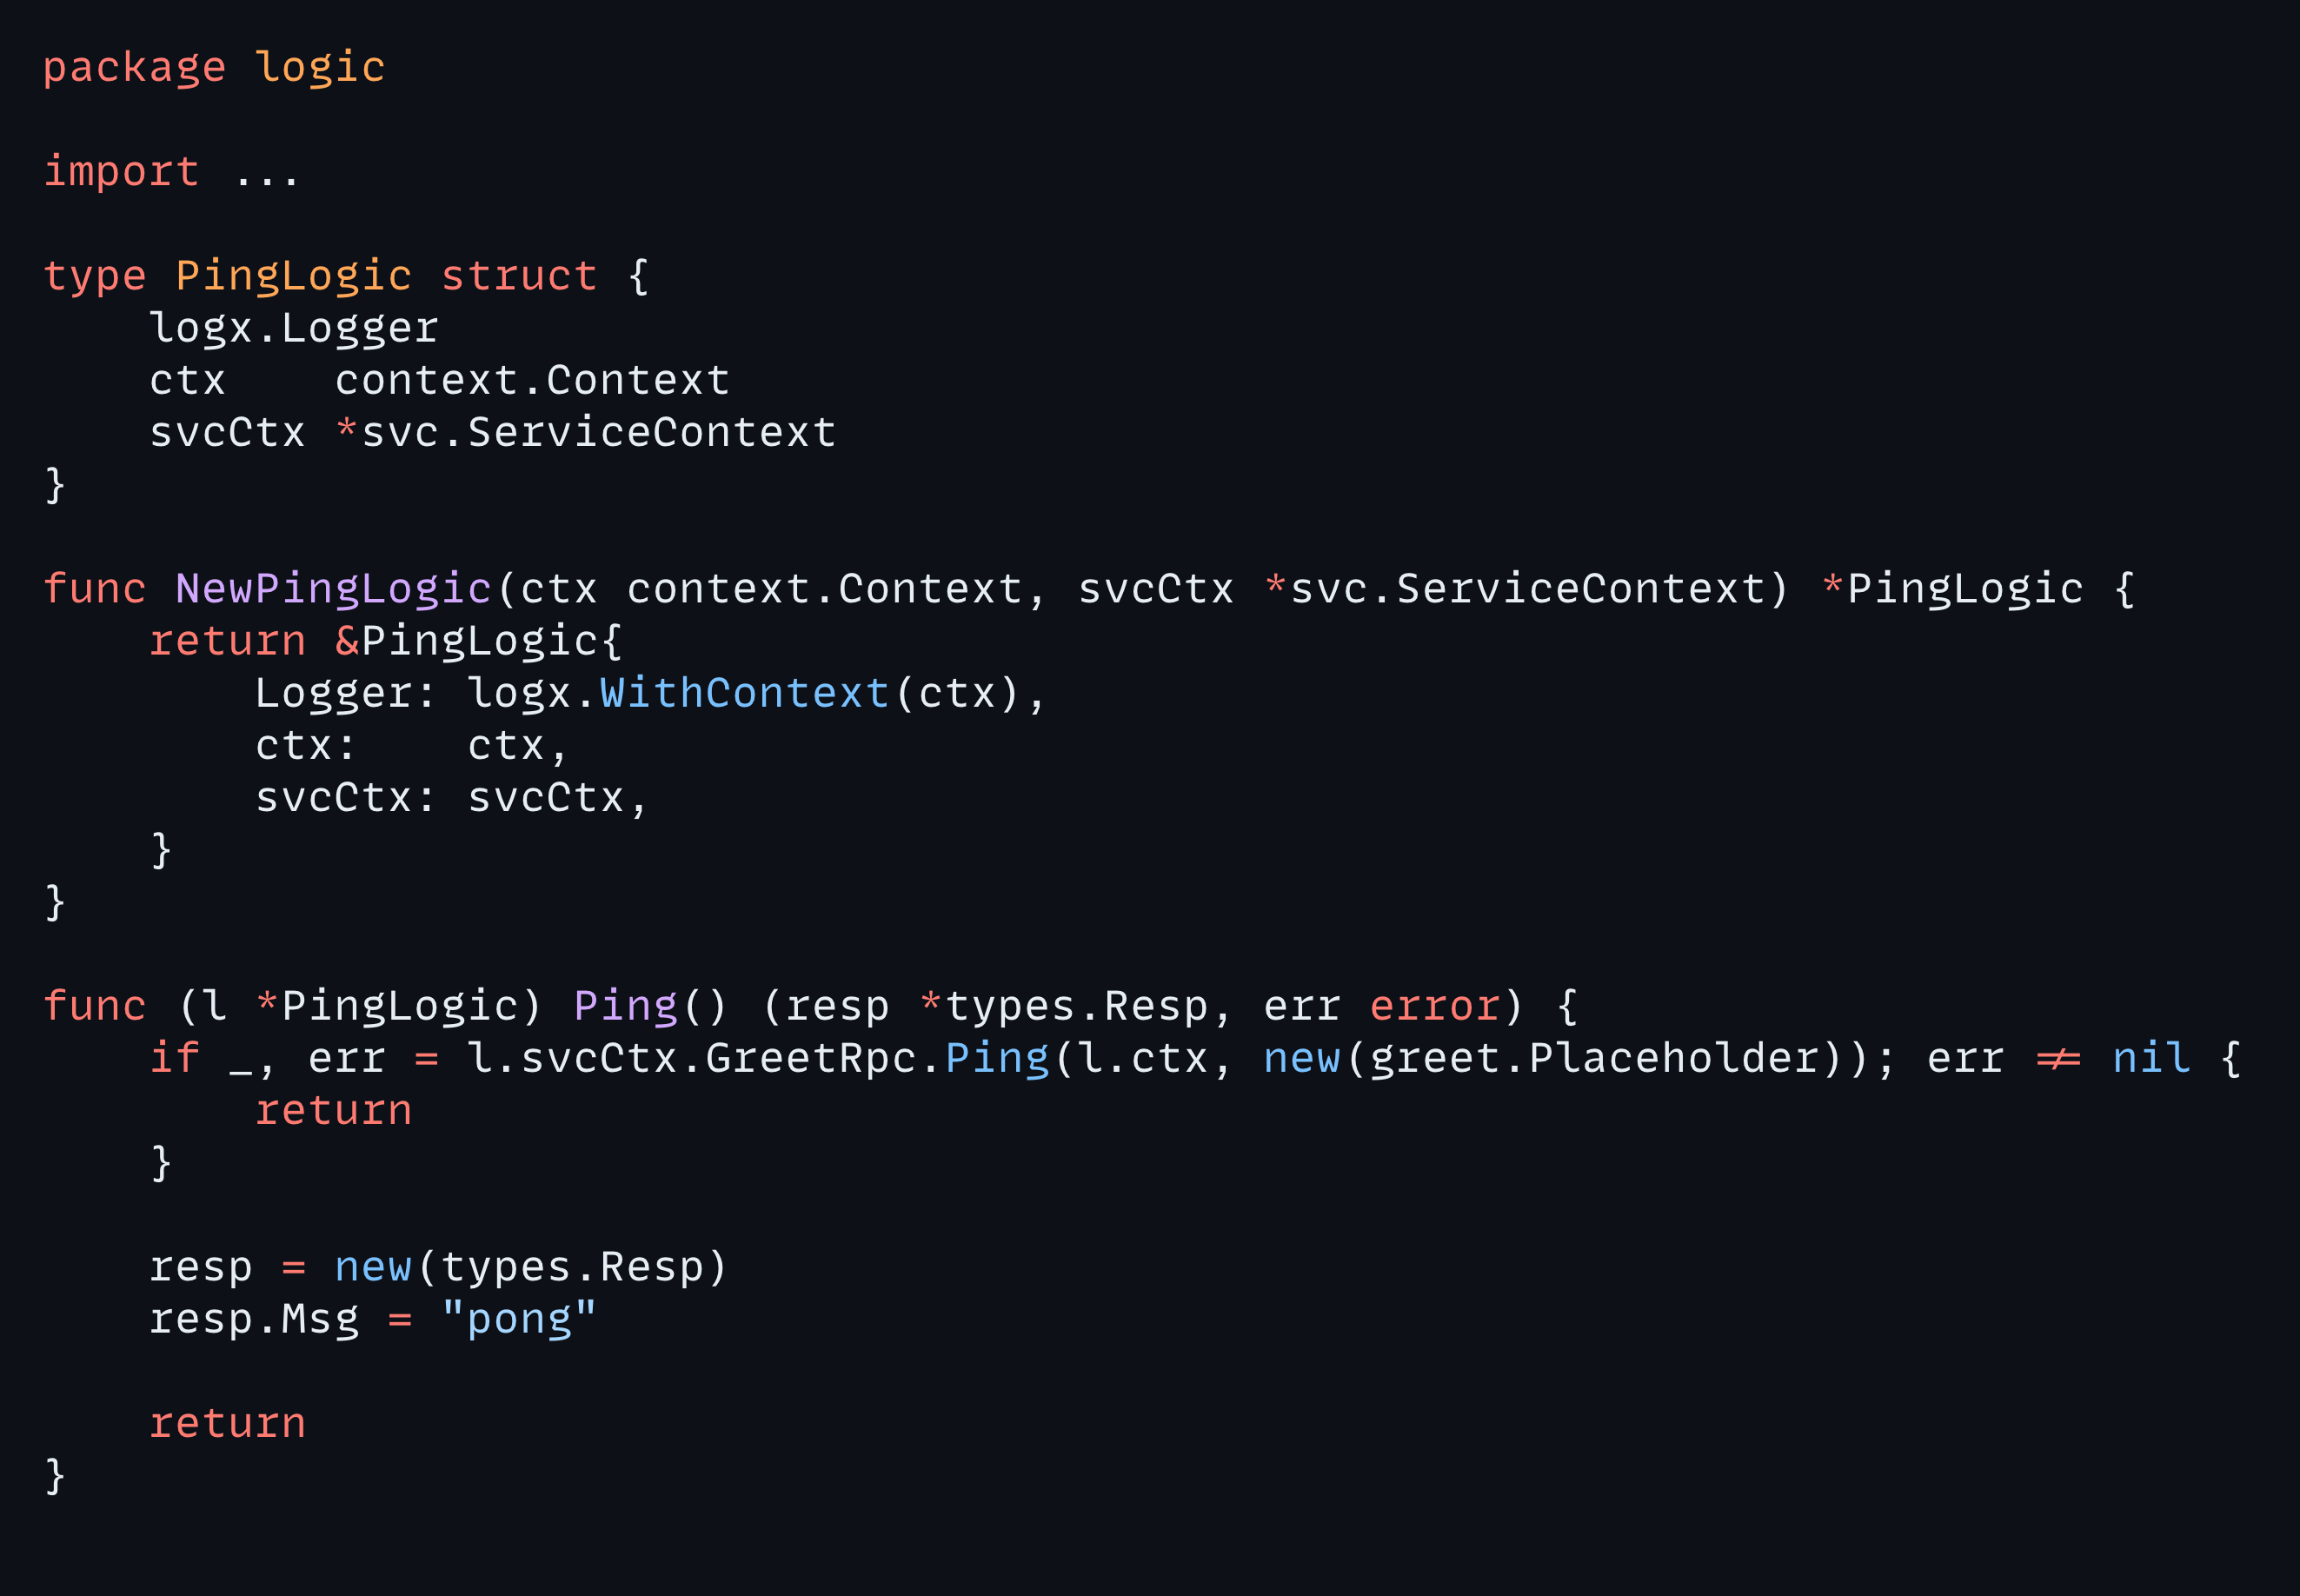 package logic

import ...

type PingLogic struct {
    logx.Logger
    ctx    context.Context
    svcCtx *svc.ServiceContext
}

func NewPingLogic(ctx context.Context, svcCtx *svc.ServiceContext) *PingLogic {
    return &PingLogic{
        Logger: logx.WithContext(ctx),
        ctx:    ctx,
        svcCtx: svcCtx,
    }
}

func (l *PingLogic) Ping() (resp *types.Resp, err error) {
    if _, err = l.svcCtx.GreetRpc.Ping(l.ctx, new(greet.Placeholder)); err != nil {
        return
    }

    resp = new(types.Resp)
    resp.Msg = "pong"

    return
}